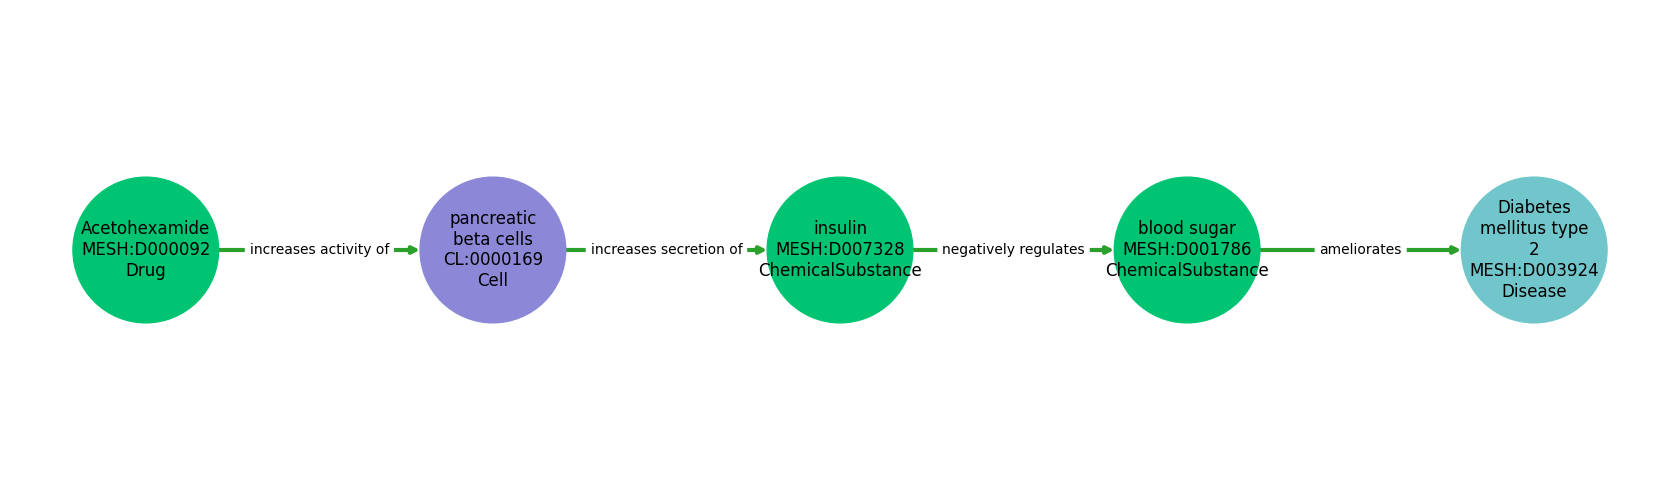 Acetohexamide
MESH:D000092
Drug
increases activity of
pancreatic
beta cells
CL:0000169
Cell
increases secretion of
insulin
MESH:D007328
ChemicalSubstance
negatively regulates
blood sugar
MESH:D001786
ChemicalSubstance
ameliorates
Diabetes
mellitus type
2
MESH:D003924
Disease